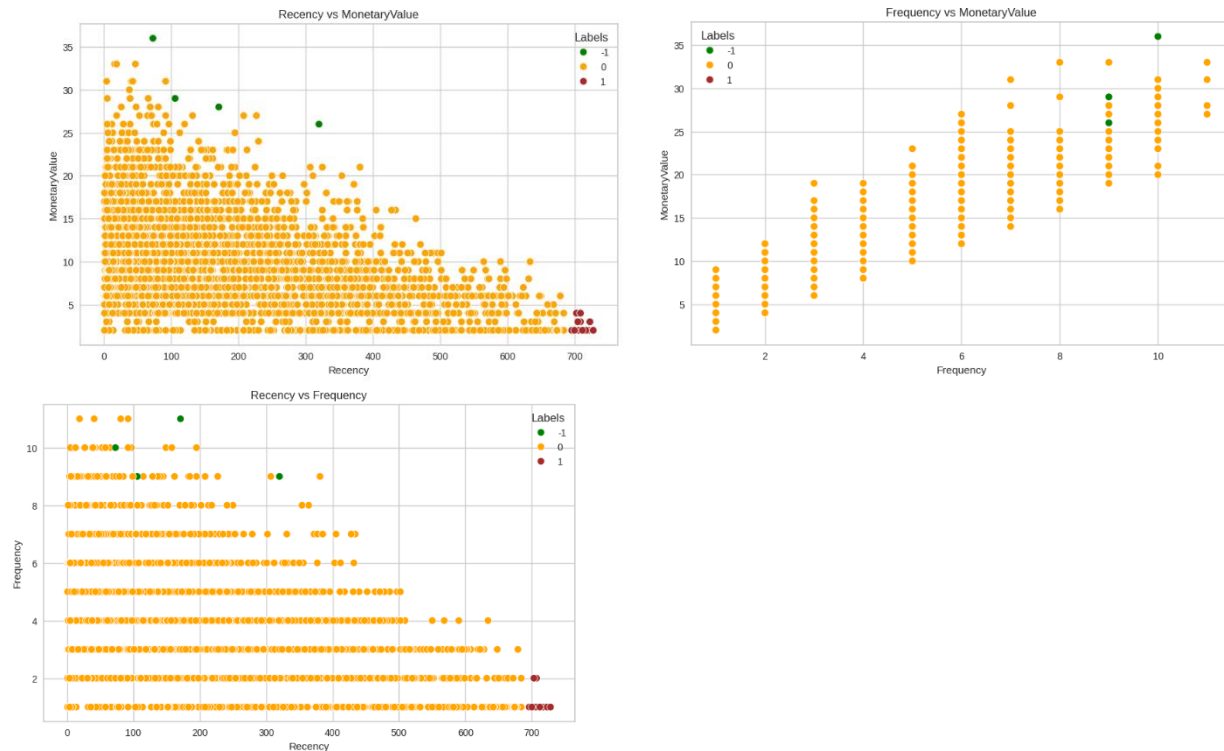 Recency vs MonetaryValue
Labels
-1
0
1
MonetaryValue
35
30
25
20
15
10
5
0 100 200 300 400 500 600 700
Recency
Frequency vs MonetaryValue
Labels
-1
0
1
MonetaryValue
35
30
25
20
15
10
5
2 4 6 8 10
Frequency
Recency vs Frequency
Labels
-1
0
1
Frequency
10
8
6
4
2
0 100 200 300 400 500 600 700
Recency